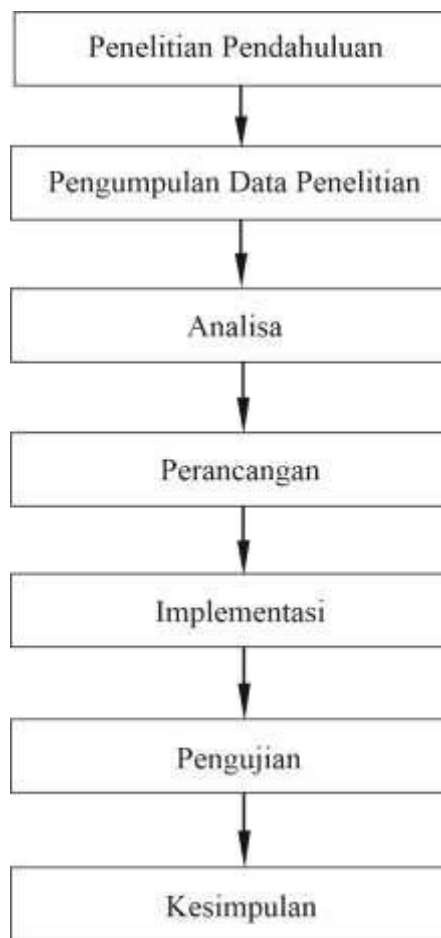 Penelitian Pendahuluan
Pengumpulan Data Penelitian
Analisa
Perancangan
Implementasi
Pengujian
Kesimpulan